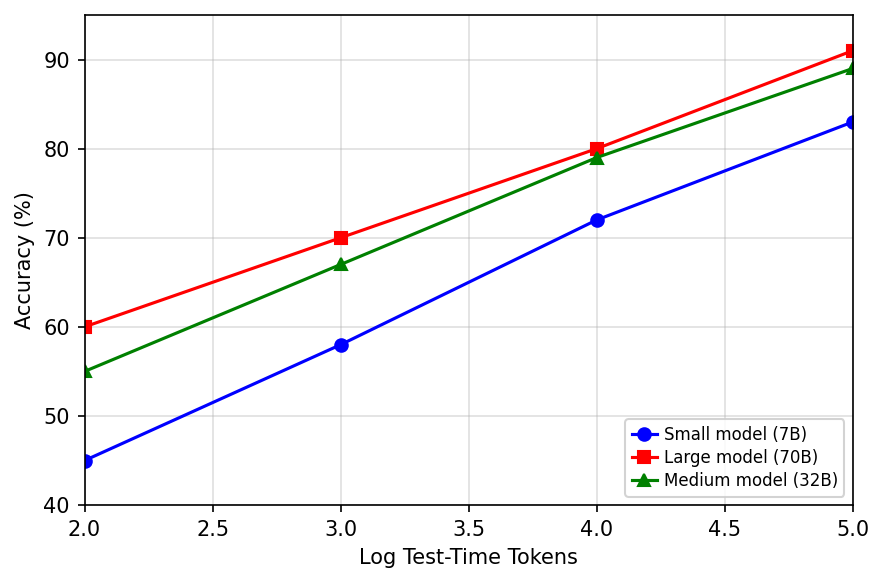 90
80
70
60
50
40
Accuracy (%)
2.0 2.5 3.0 3.5 4.0 4.5 5.0
Log Test-Time Tokens
Small model (7B)
Large model (70B)
Medium model (32B)